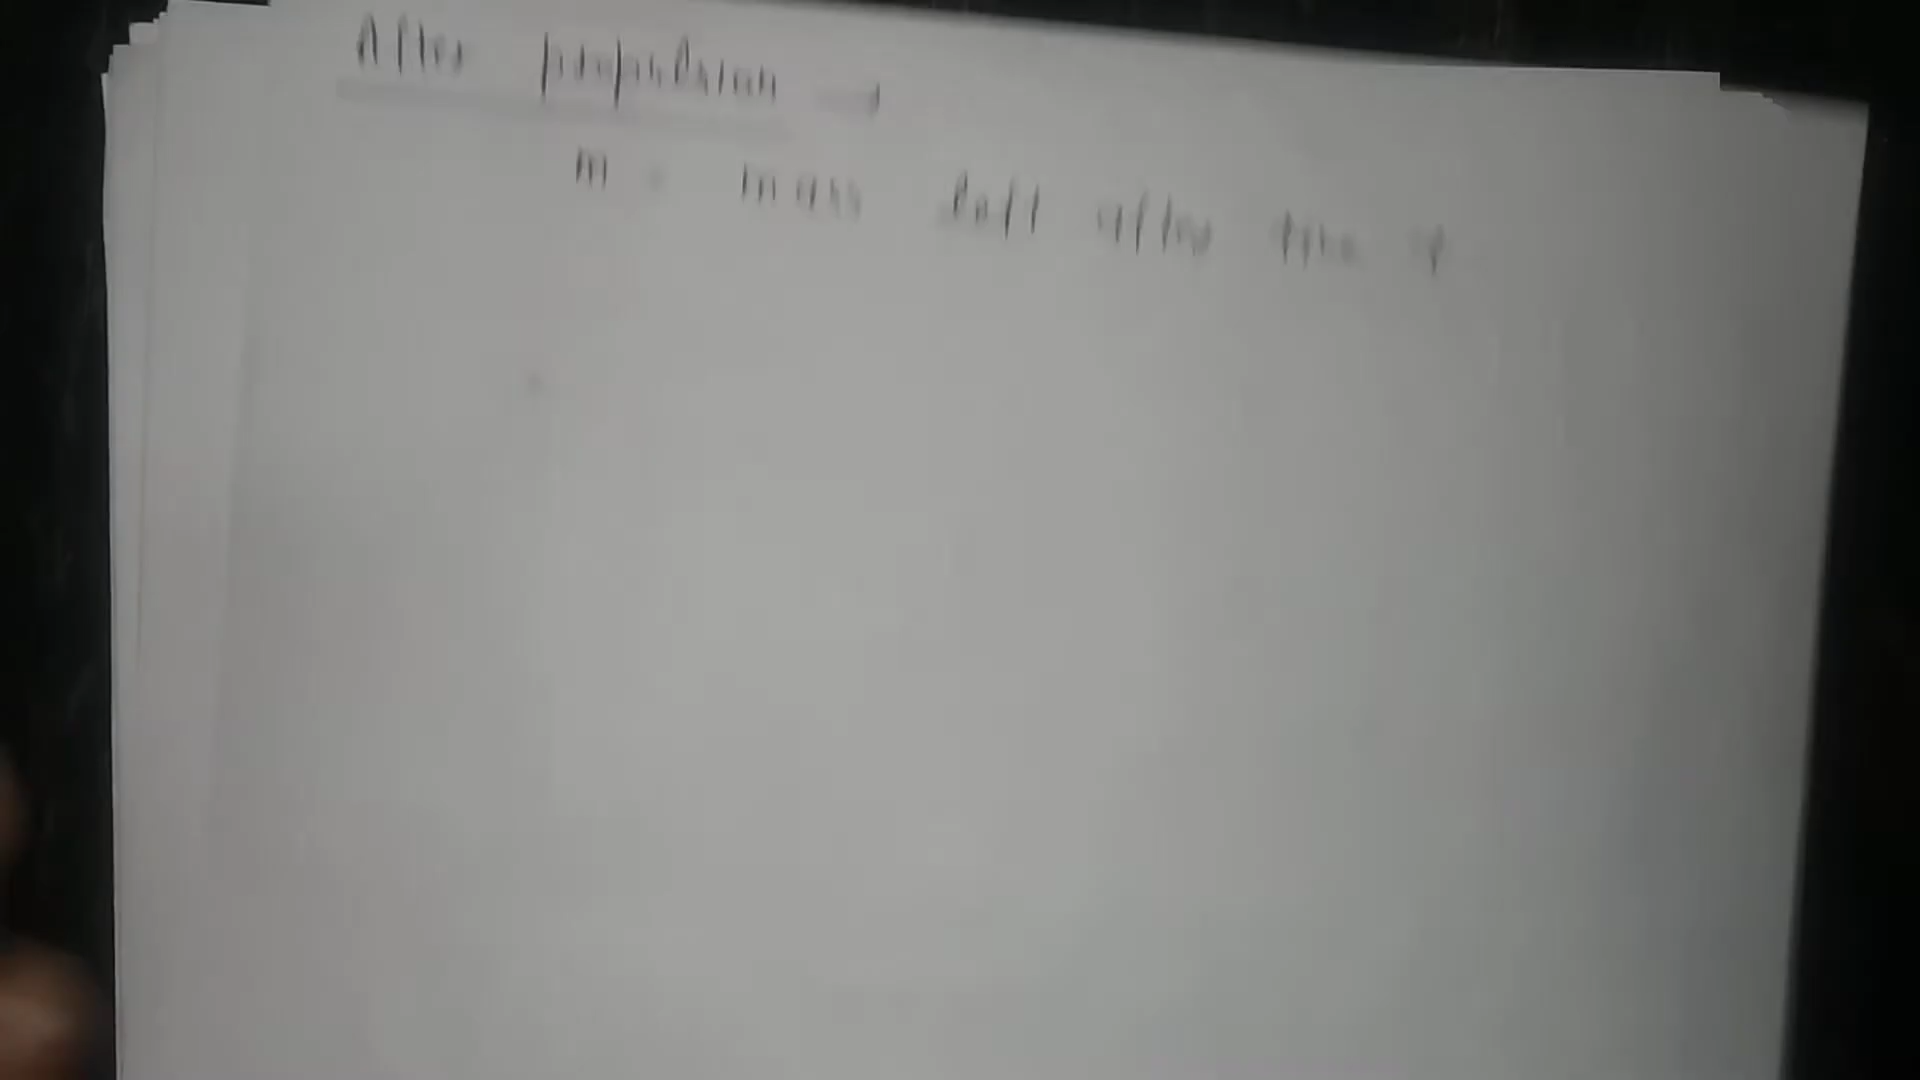 After propulsion →
m = mass left after time t